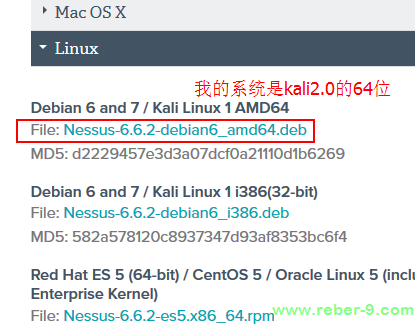 Mac OS X
Linux
我的系统是kali2.0的64位
Debian 6 and 7 / Kali Linux 1 AMD64
File: Nessus-6.6.2-debian6_amd64.deb
MD5: d2229457e3d3a07dcf0a21110d1b6269
Debian 6 and 7 / Kali Linux 1 i386(32-bit)
File: Nessus-6.6.2-debian6_i386.deb
MD5: 582a578120c8937347d93af8353bc6f4
Red Hat ES 5 (64-bit) / CentOS 5 / Oracle Linux 5 (inclu
Enterprise Kernel)
File: Nessus-6.6.2-es5.x86_64.rpm
www.reber-9.com